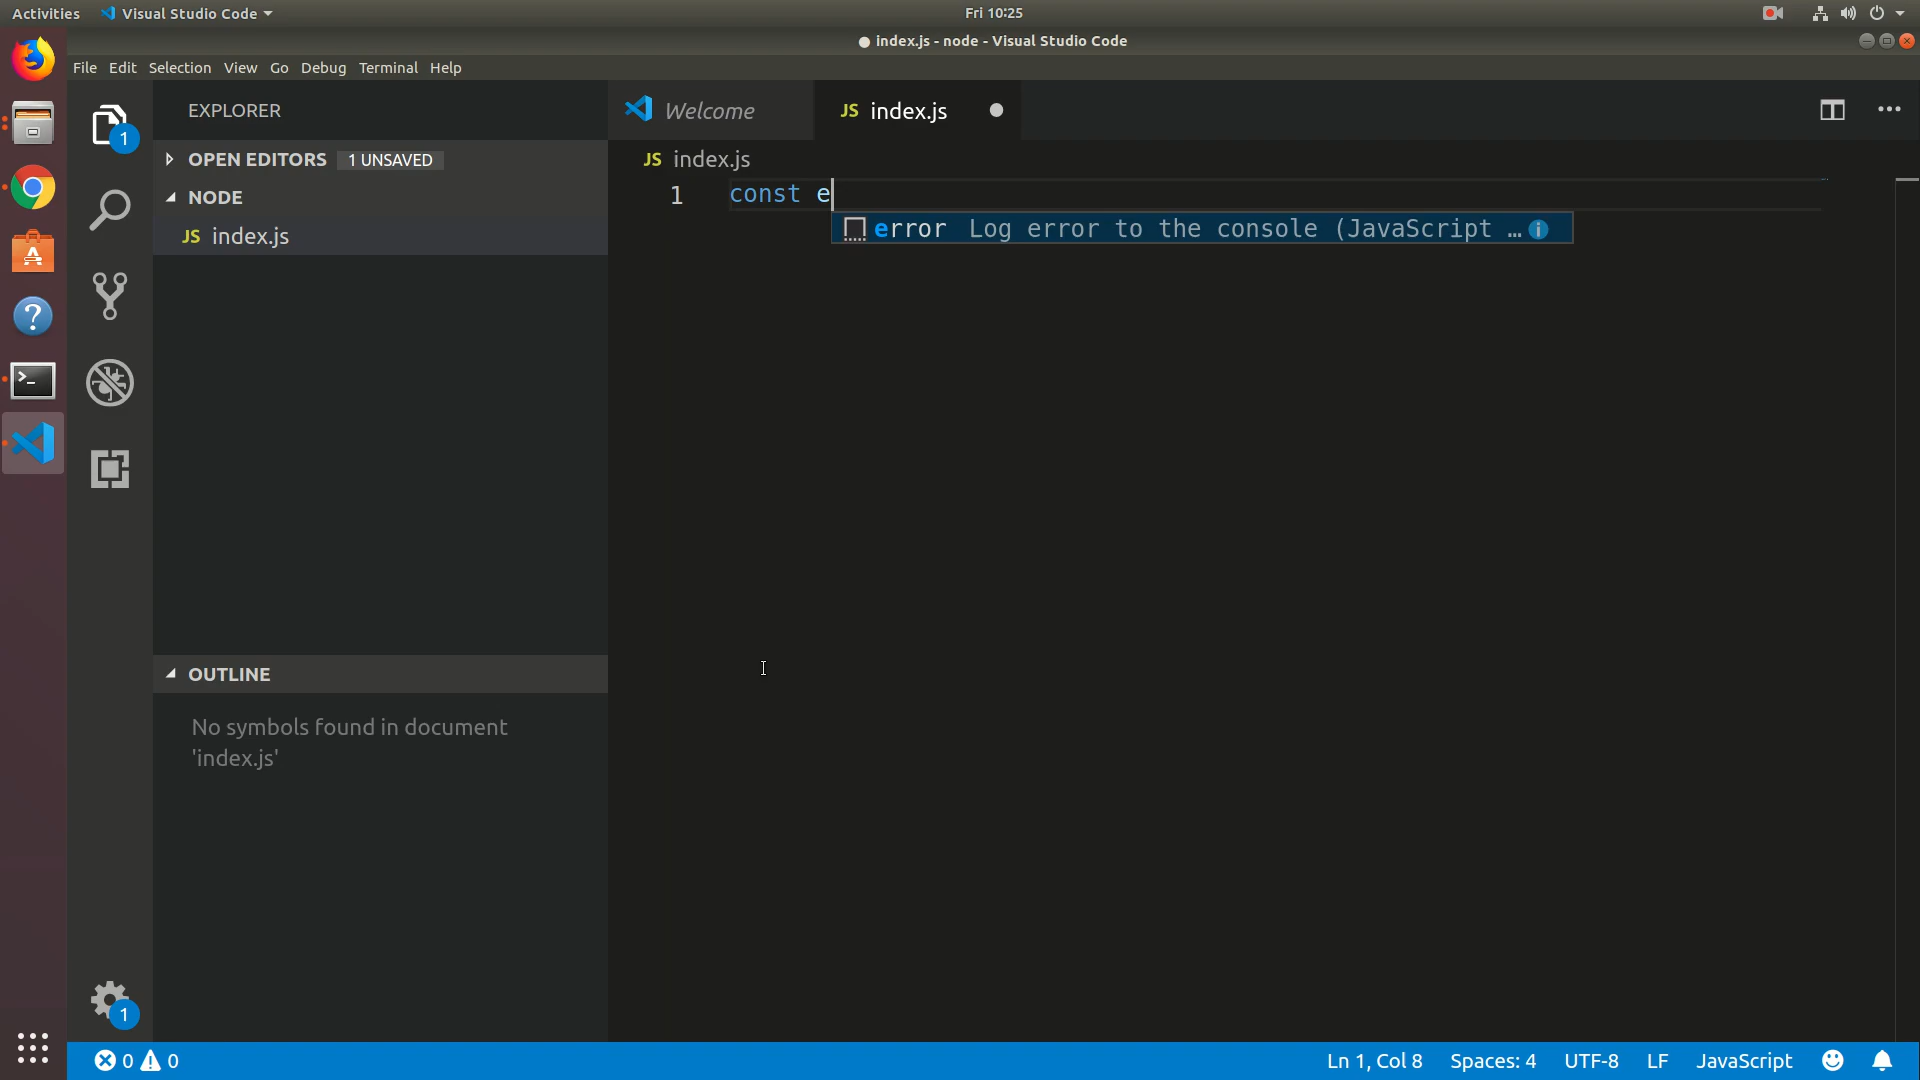 Activities Visual Studio Code Fri 10:25
● index.js - node - Visual Studio Code
File Edit Selection View Go Debug Terminal Help
EXPLORER
OPEN EDITORS 1 UNSAVED
NODE
JS index.js
OUTLINE
No symbols found in document
'index.js'
1
1
Welcome JS index.js
JS index.js
1 const e
error Log error to the console (JavaScript …
0 0 Ln 1, Col 8 Spaces: 4 UTF-8 LF JavaScript